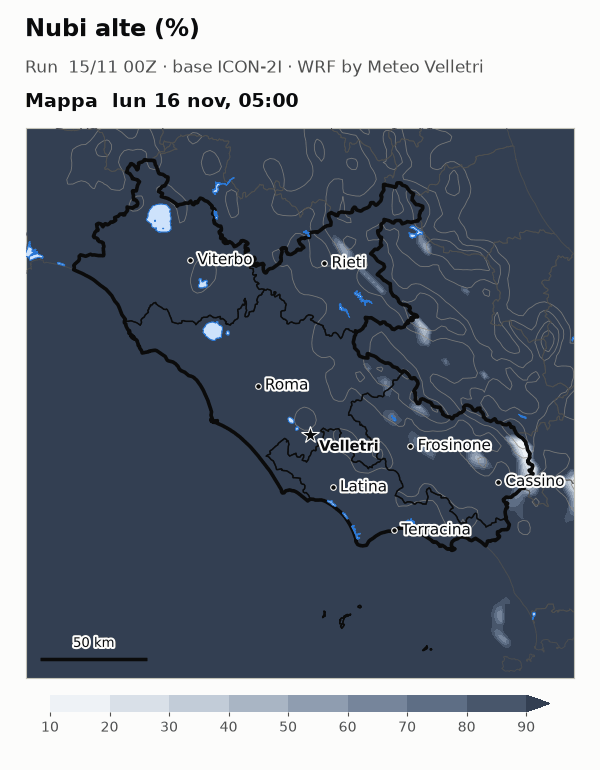 Nubi alte (%)
Run  15/11 00Z · base ICON-2I · WRF by Meteo Velletri
Mappa  lun 16 nov, 05:00
Viterbo
Rieti
Roma
Velletri
Frosinone
Latina
Cassino
Terracina
50 km
10 20 30 40 50 60 70 80 90